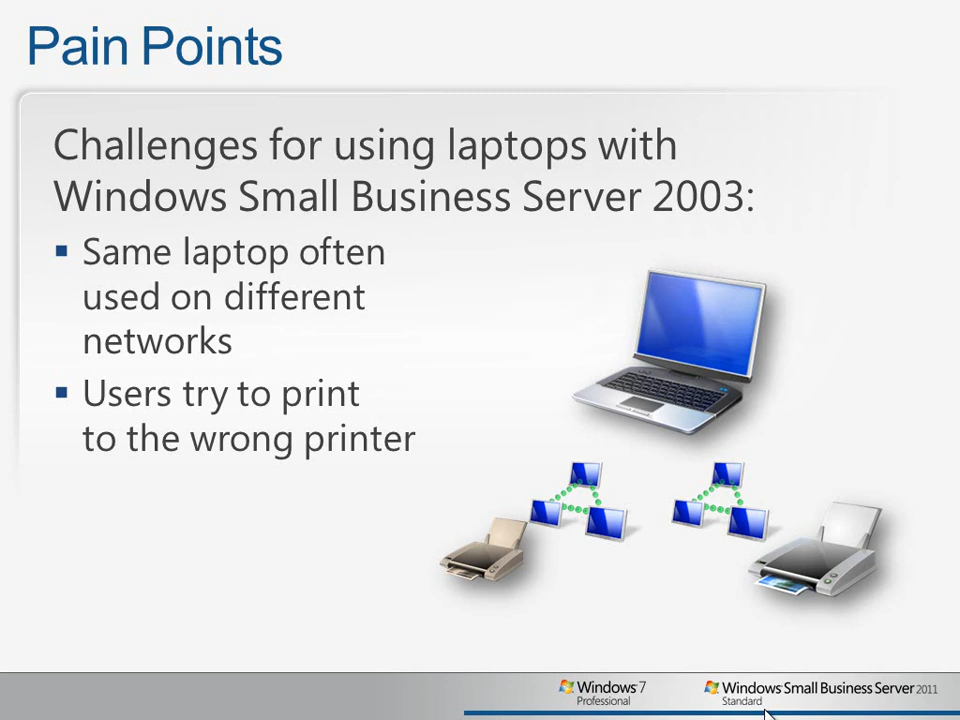 Pain Points
Challenges for using laptops with
Windows Small Business Server 2003:
Same laptop often
used on different
networks
Users try to print
to the wrong printer
Windows 7
Professional
Windows Small Business Server 2011
Standard